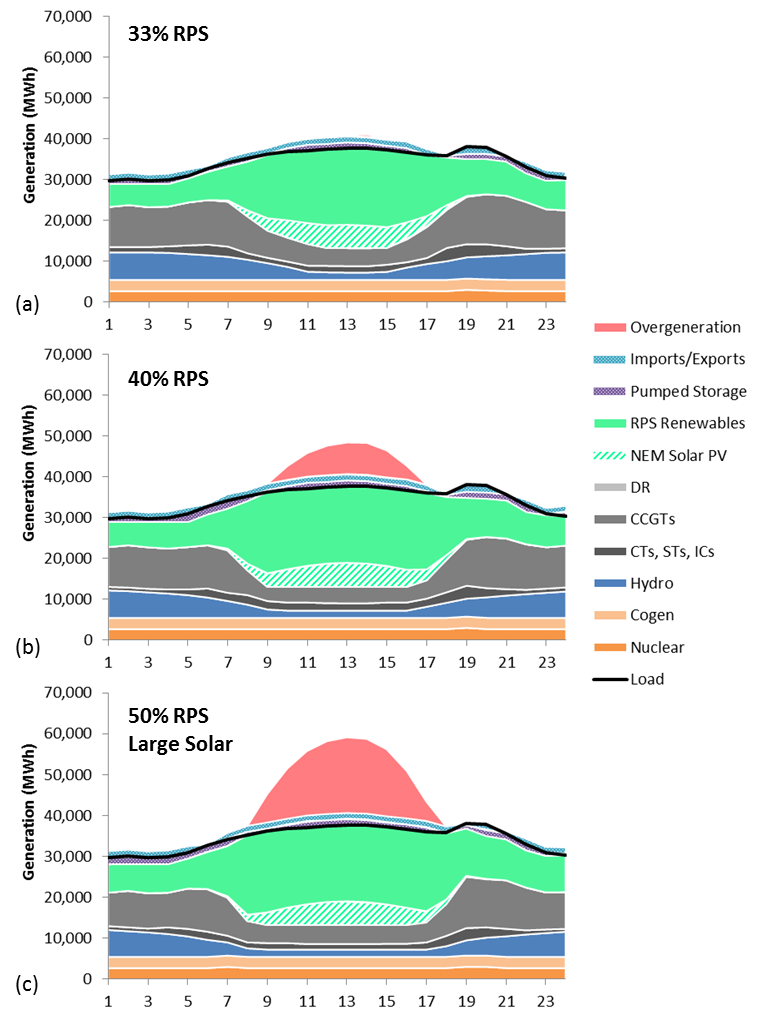 33% RPS
Generation (MWh)
70,000
60,000
50,000
40,000
30,000
20,000
10,000
0
1 3 5 7 9 11 13 15 17 19 21 23
(a)
40% RPS
Generation (MWh)
70,000
60,000
50,000
40,000
30,000
20,000
10,000
0
1 3 5 7 9 11 13 15 17 19 21 23
(b)
50% RPS
Large Solar
Generation (MWh)
70,000
60,000
50,000
40,000
30,000
20,000
10,000
0
1 3 5 7 9 11 13 15 17 19 21 23
(c)
Overgeneration
Imports/Exports
Pumped Storage
RPS Renewables
NEM Solar PV
DR
CCGTs
CTs, STs, ICs
Hydro
Cogen
Nuclear
Load